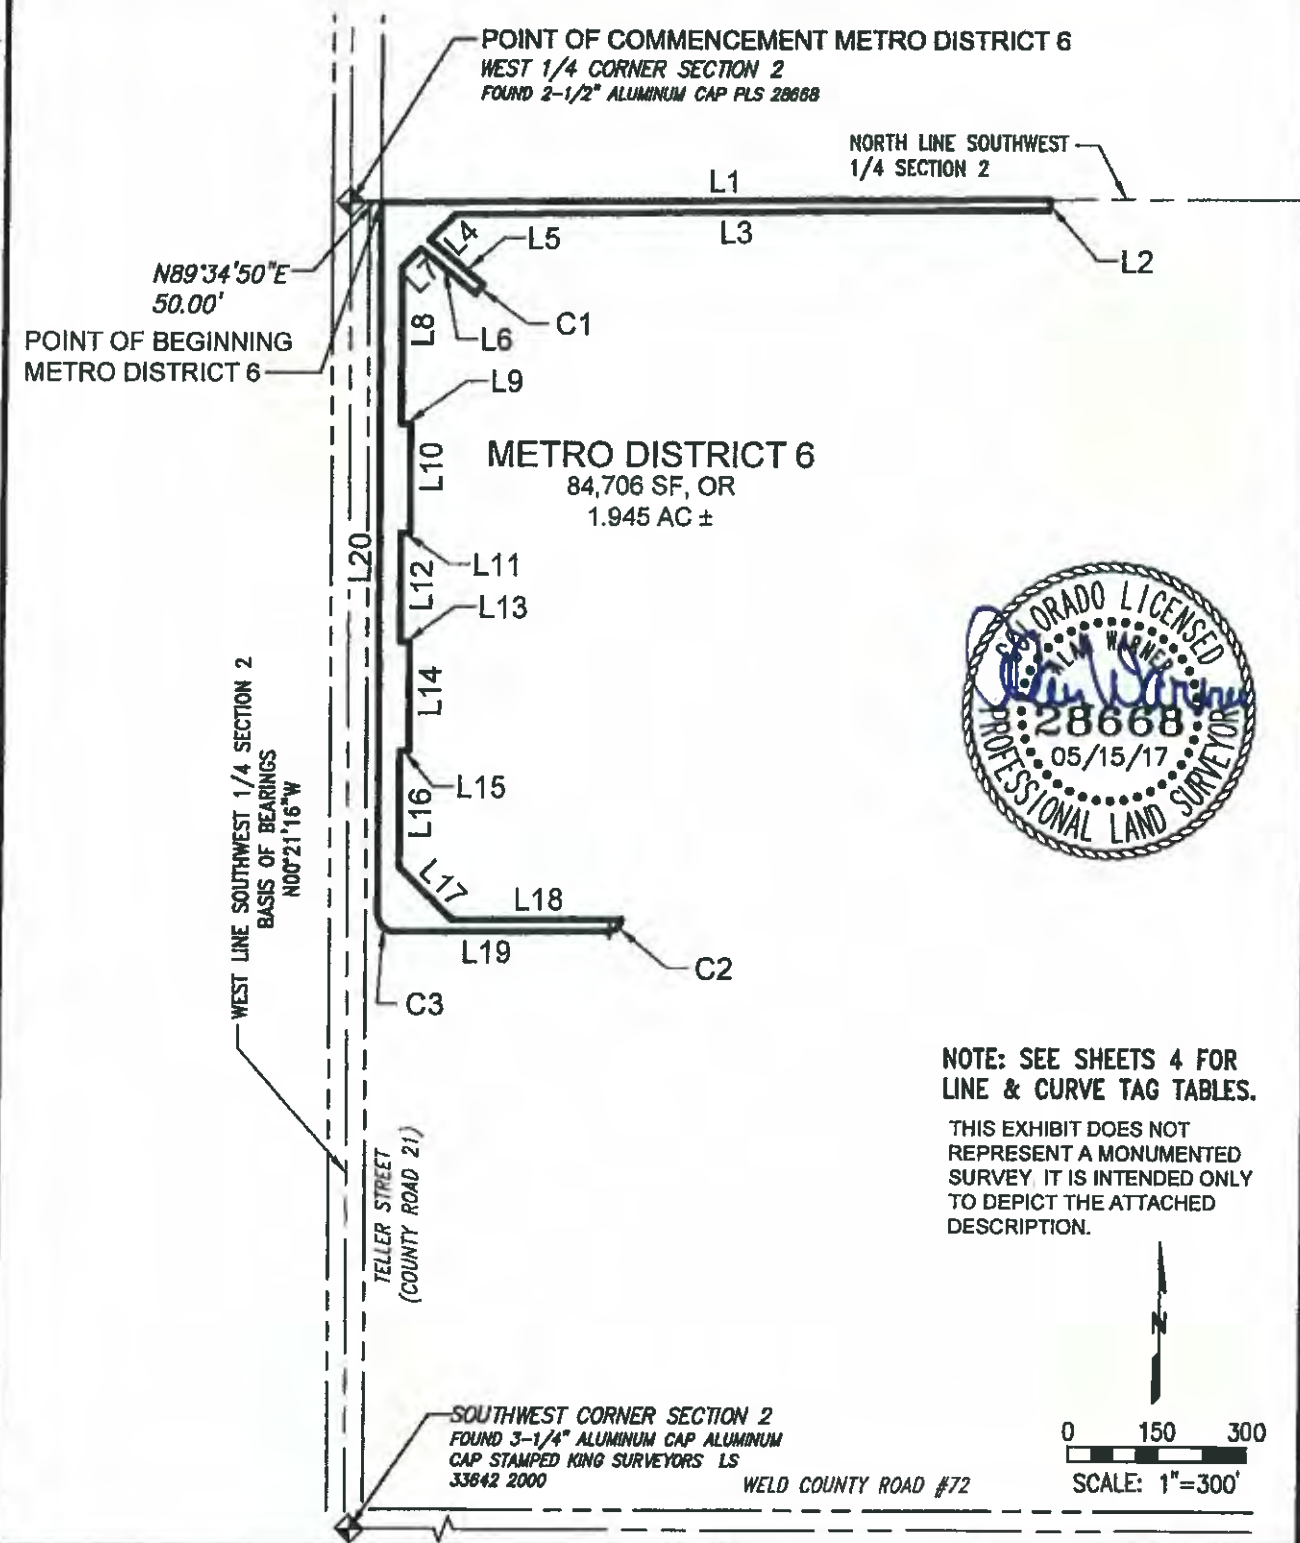 POINT OF COMMENCEMENT METRO DISTRICT 6
WEST 1/4 CORNER SECTION 2
FOUND 2-1/2" ALUMINUM CAP PLS 28668
NORTH LINE SOUTHWEST
1/4 SECTION 2
L1
L3
L2
L4
L5
L7
L6
C1
N89°34'50"E
50.00'
POINT OF BEGINNING
METRO DISTRICT 6
L8
L9
L10
METRO DISTRICT 6
84,706 SF, OR
1.945 AC ±
L20
L11
L12
L13
L14
L15
L16
L17
L18
L19
C2
C3
WEST LINE SOUTHWEST 1/4 SECTION 2
BASIS OF BEARINGS
N00°21'16"W
COLORADO LICENSED
ALAN WARNER
28668
05/15/17
PROFESSIONAL LAND SURVEYOR
NOTE: SEE SHEETS 4 FOR
LINE & CURVE TAG TABLES.
THIS EXHIBIT DOES NOT
REPRESENT A MONUMENTED
SURVEY. IT IS INTENDED ONLY
TO DEPICT THE ATTACHED
DESCRIPTION.
TELLER STREET
(COUNTY ROAD 21)
N
0 150 300
SCALE: 1"=300'
SOUTHWEST CORNER SECTION 2
FOUND 3-1/4" ALUMINUM CAP ALUMINUM
CAP STAMPED KING SURVEYORS LS
33642 2000
WELD COUNTY ROAD #72